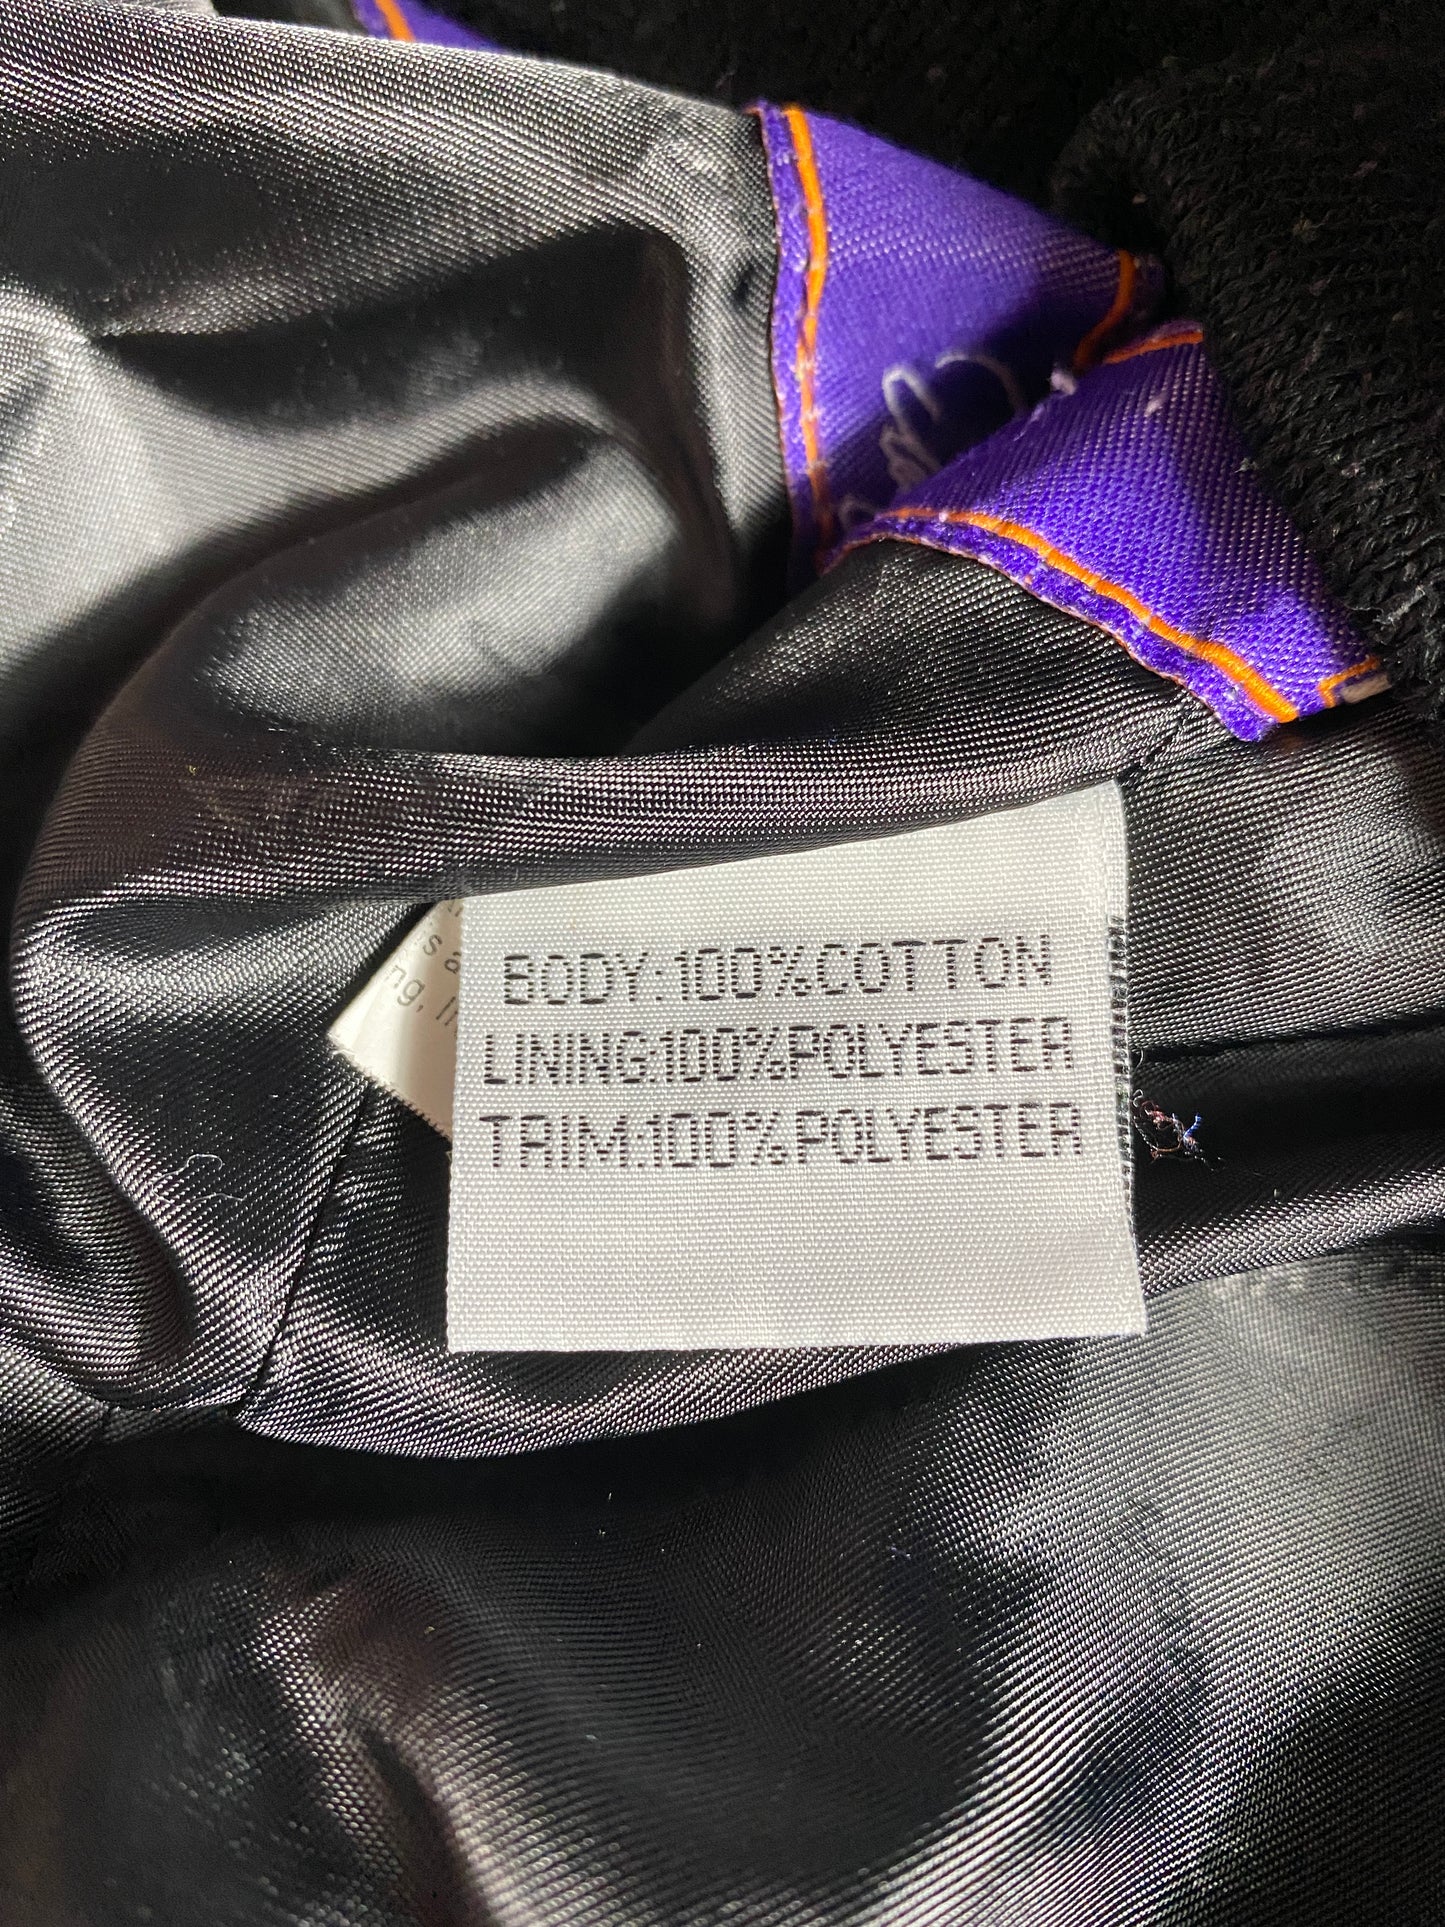 BODY:100%COTTON
LINING:100%POLYESTER
TRIM:100%POLYESTER